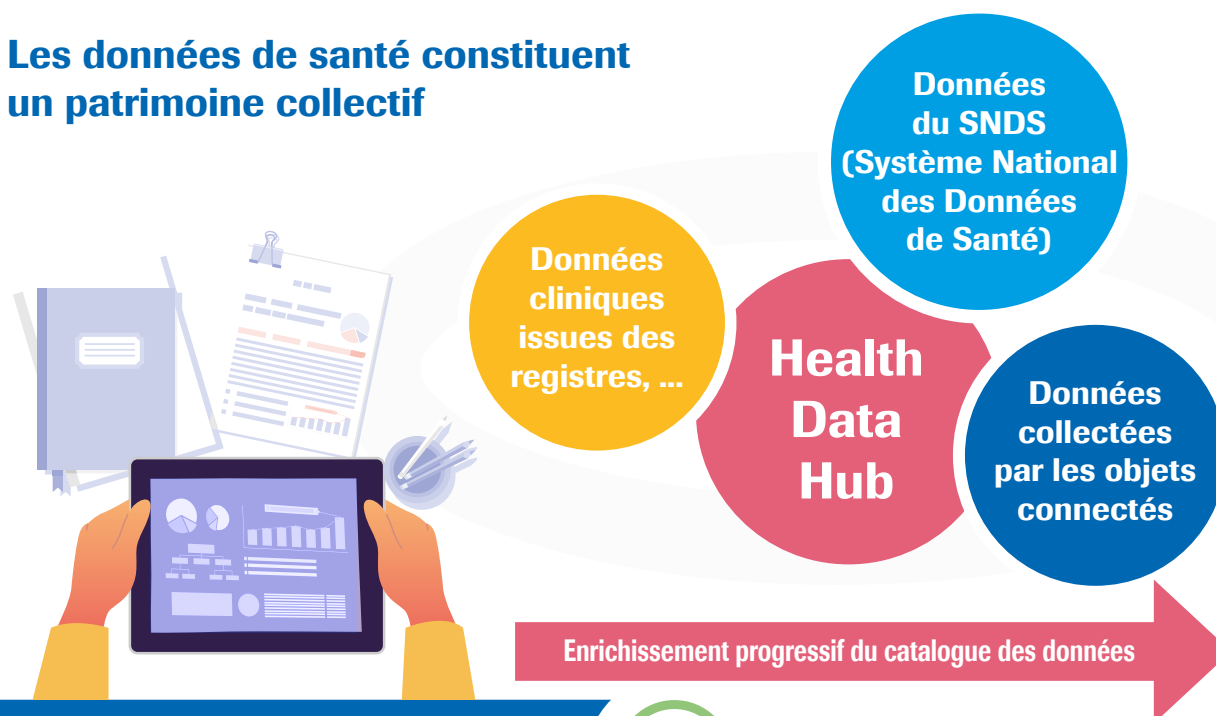 Les données de santé constituent
un patrimoine collectif
Données
du SNDS
(Système National
des Données
de Santé)
Données
cliniques
issues des
registres, ...
Health
Data
Hub
Données
collectées
par les objets
connectés
Enrichissement progressif du catalogue des données